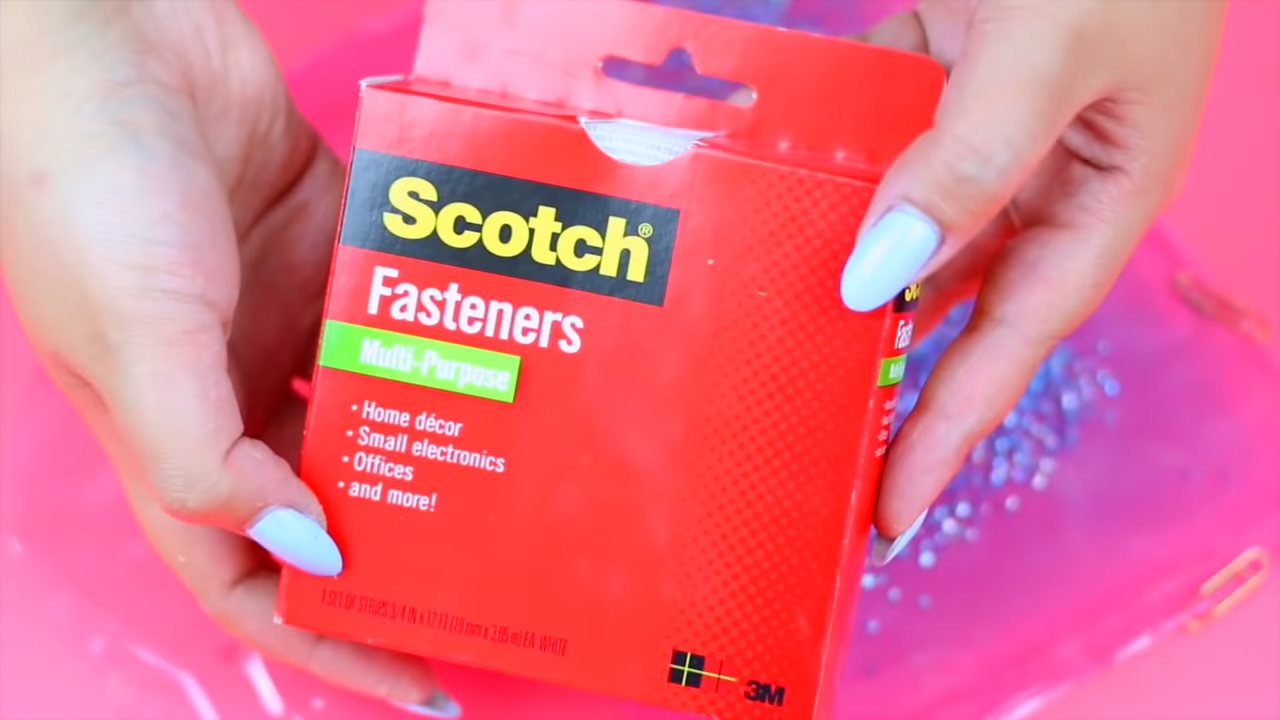 Scotch®
Fasteners
Multi-Purpose
• Home décor
• Small electronics
• Offices
• and more!
1 SET OF STRIPS 3/4 IN x 12 FT (19 mm x 3,65 m) EA. WHITE
3M